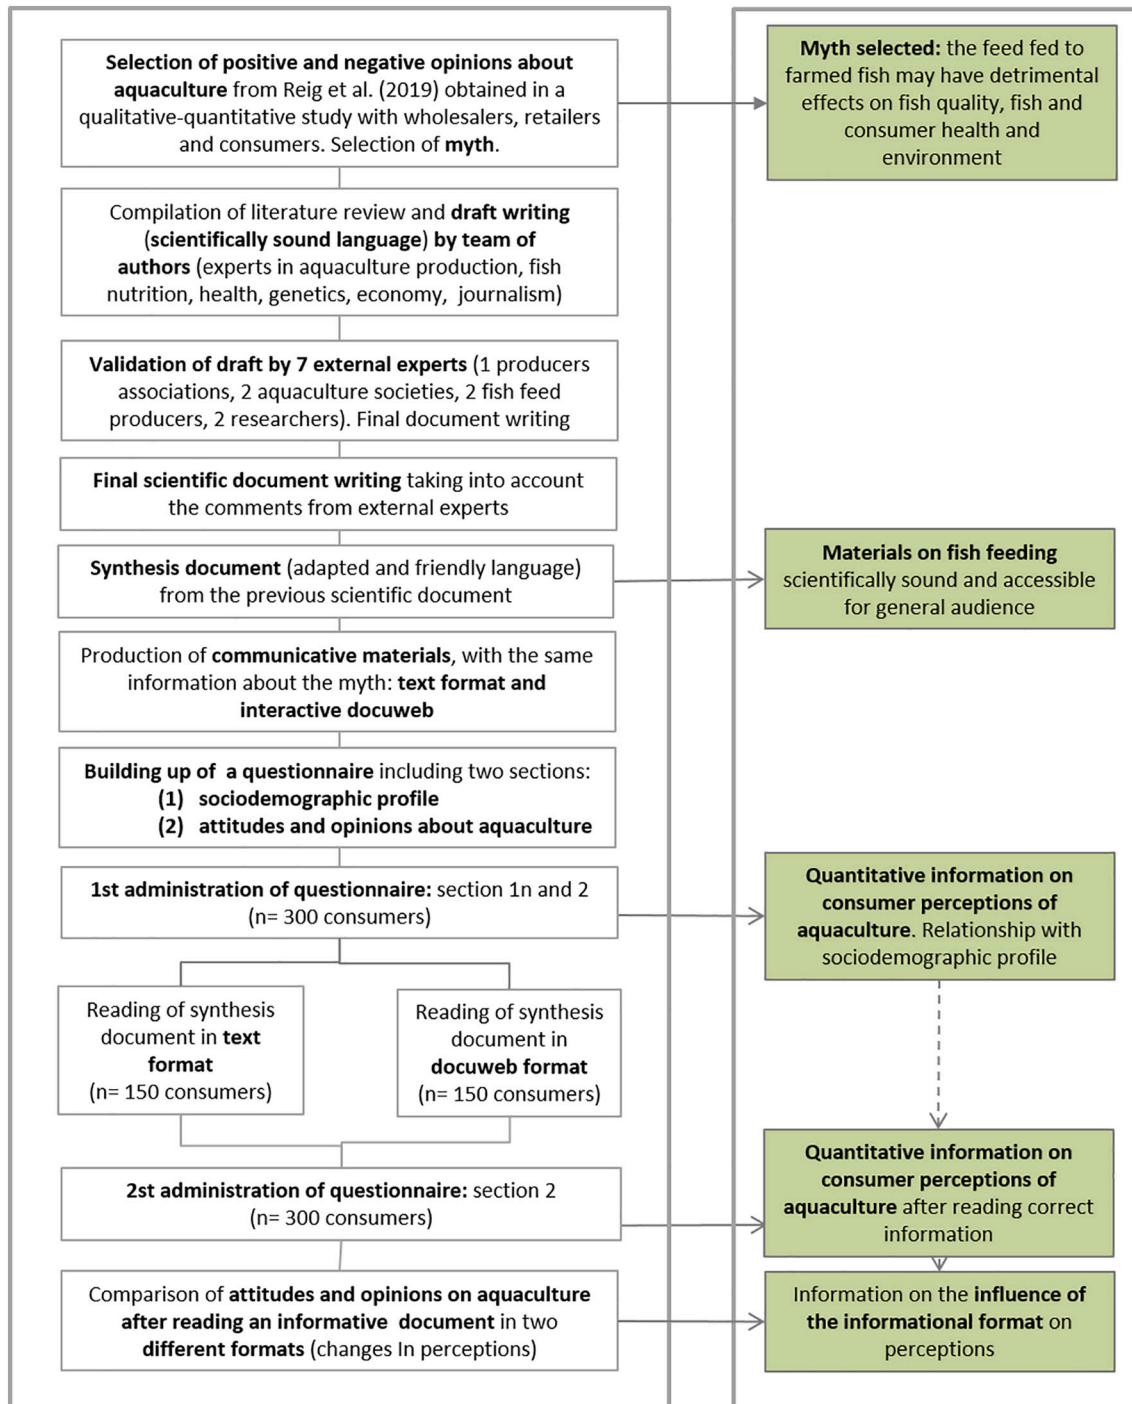 Selection of positive and negative opinions about
aquaculture from Reig et al. (2019) obtained in a
qualitative-quantitative study with wholesalers, retailers
and consumers. Selection of myth.
Myth selected: the feed fed to
farmed fish may have detrimental
effects on fish quality, fish and
consumer health and
environment
Compilation of literature review and draft writing
(scientifically sound language) by team of
authors (experts in aquaculture production, fish
nutrition, health, genetics, economy, journalism)
Validation of draft by 7 external experts (1 producers
associations, 2 aquaculture societies, 2 fish feed
producers, 2 researchers). Final document writing
Final scientific document writing taking into account
the comments from external experts
Synthesis document (adapted and friendly language)
from the previous scientific document
Materials on fish feeding
scientifically sound and accessible
for general audience
Production of communicative materials, with the same
information about the myth: text format and
interactive docuweb
Building up of a questionnaire including two sections:
(1) sociodemographic profile
(2) attitudes and opinions about aquaculture
1st administration of questionnaire: section 1n and 2
(n= 300 consumers)
Quantitative information on
consumer perceptions of
aquaculture. Relationship with
sociodemographic profile
Reading of synthesis
document in text
format
(n= 150 consumers)
Reading of synthesis
document in
docuweb format
(n= 150 consumers)
2st administration of questionnaire: section 2
(n= 300 consumers)
Quantitative information on
consumer perceptions of
aquaculture after reading correct
information
Comparison of attitudes and opinions on aquaculture
after reading an informative document in two
different formats (changes In perceptions)
Information on the influence of
the informational format on
perceptions